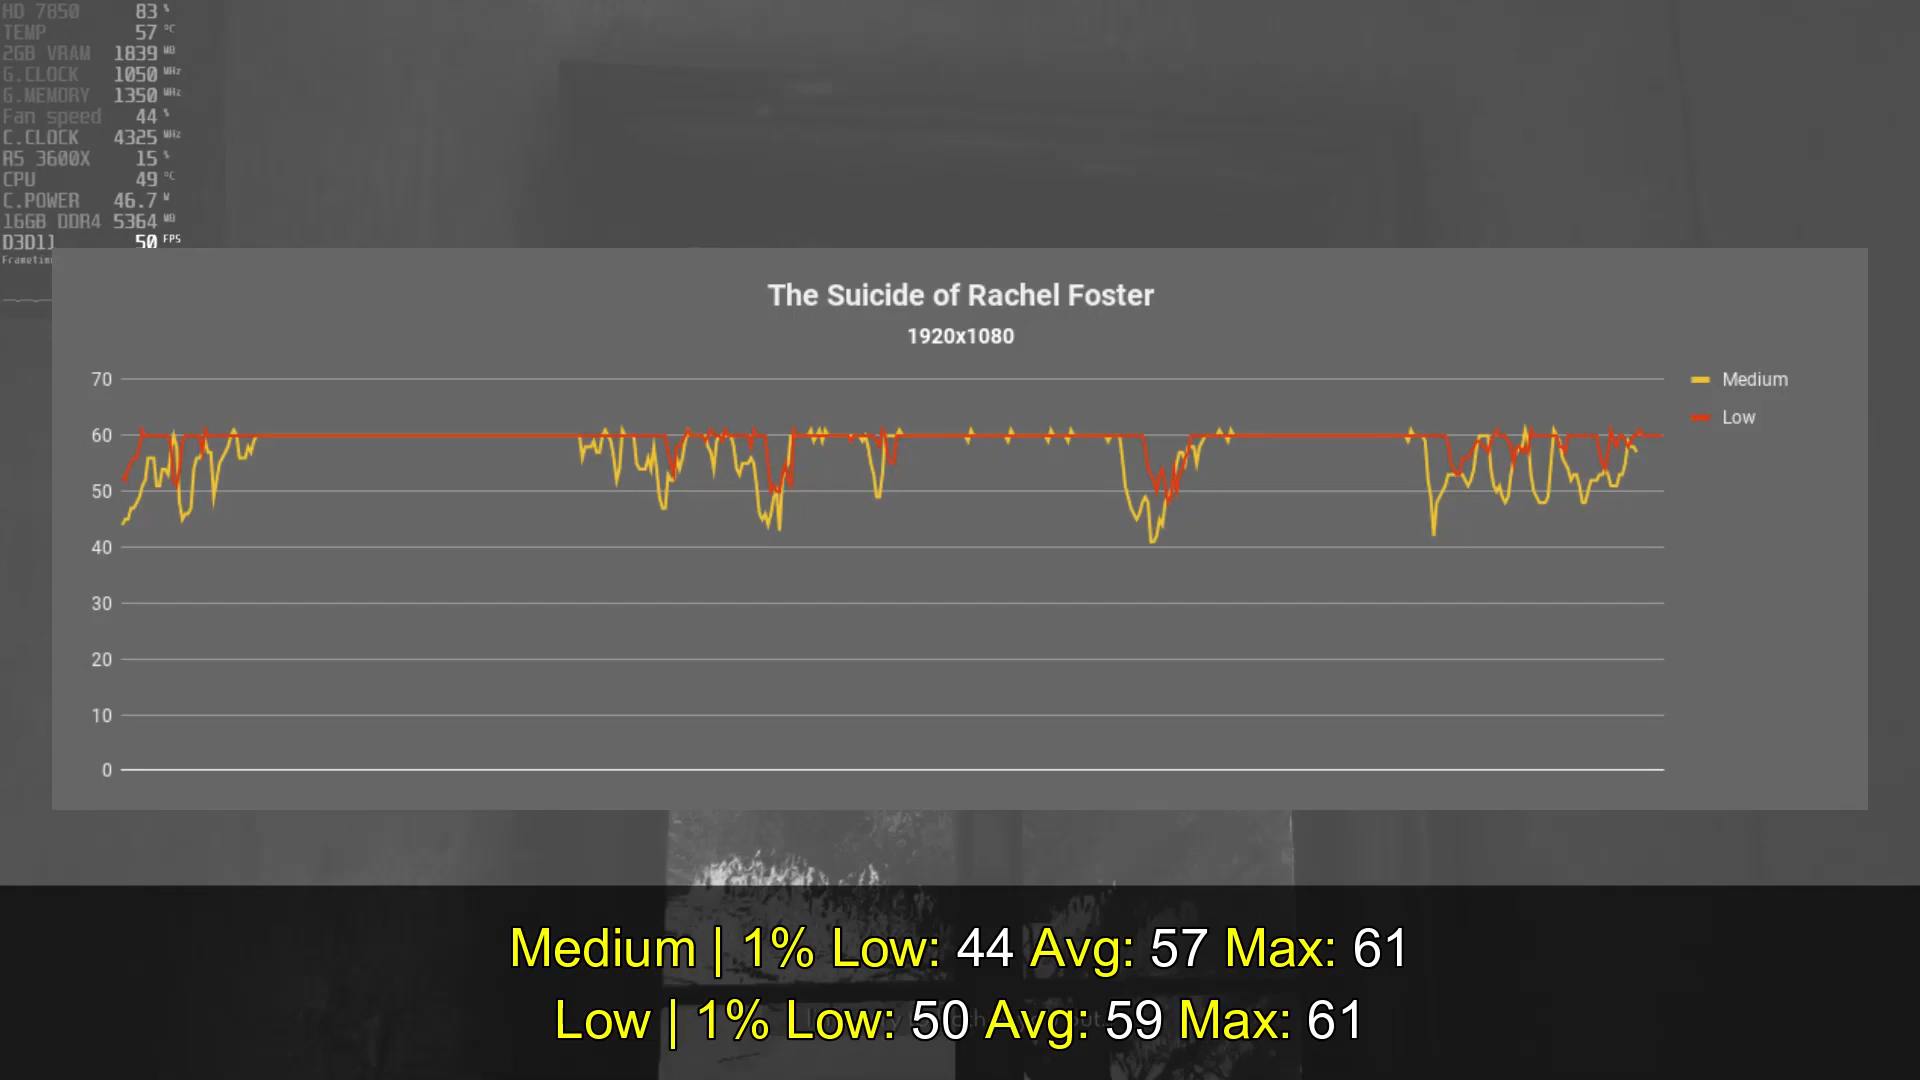 HD 7850 83 %
TEMP 57 °C
2GB VRAM 1839 MB
G.CLOCK 1050 MHz
G.MEMORY 1350 MHz
Fan speed 44 %
C.CLOCK 4325 MHz
R5 3600X 15 %
CPU 49 °C
C.POWER 46.7 W
16GB DDR4 5364 MB
D3D11 50 FPS
The Suicide of Rachel Foster
1920x1080
70
60
50
40
30
20
10
0
Medium
Low
Medium | 1% Low: 44 Avg: 57 Max: 61
Low | 1% Low: 50 Avg: 59 Max: 61